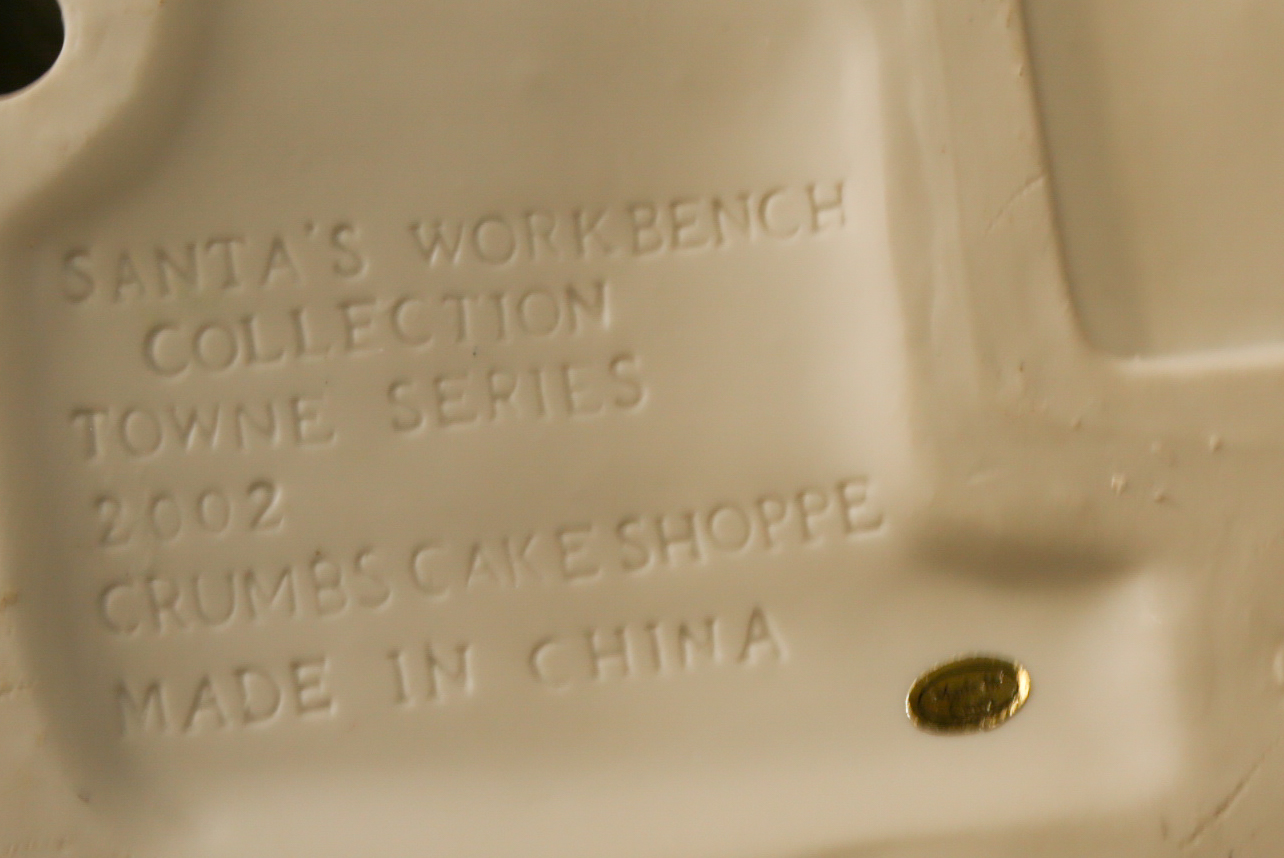 SANTA'S WORKBENCH
COLLECTION
TOWNE SERIES
2002
CRUMBS CAKE SHOPPE
MADE IN CHINA